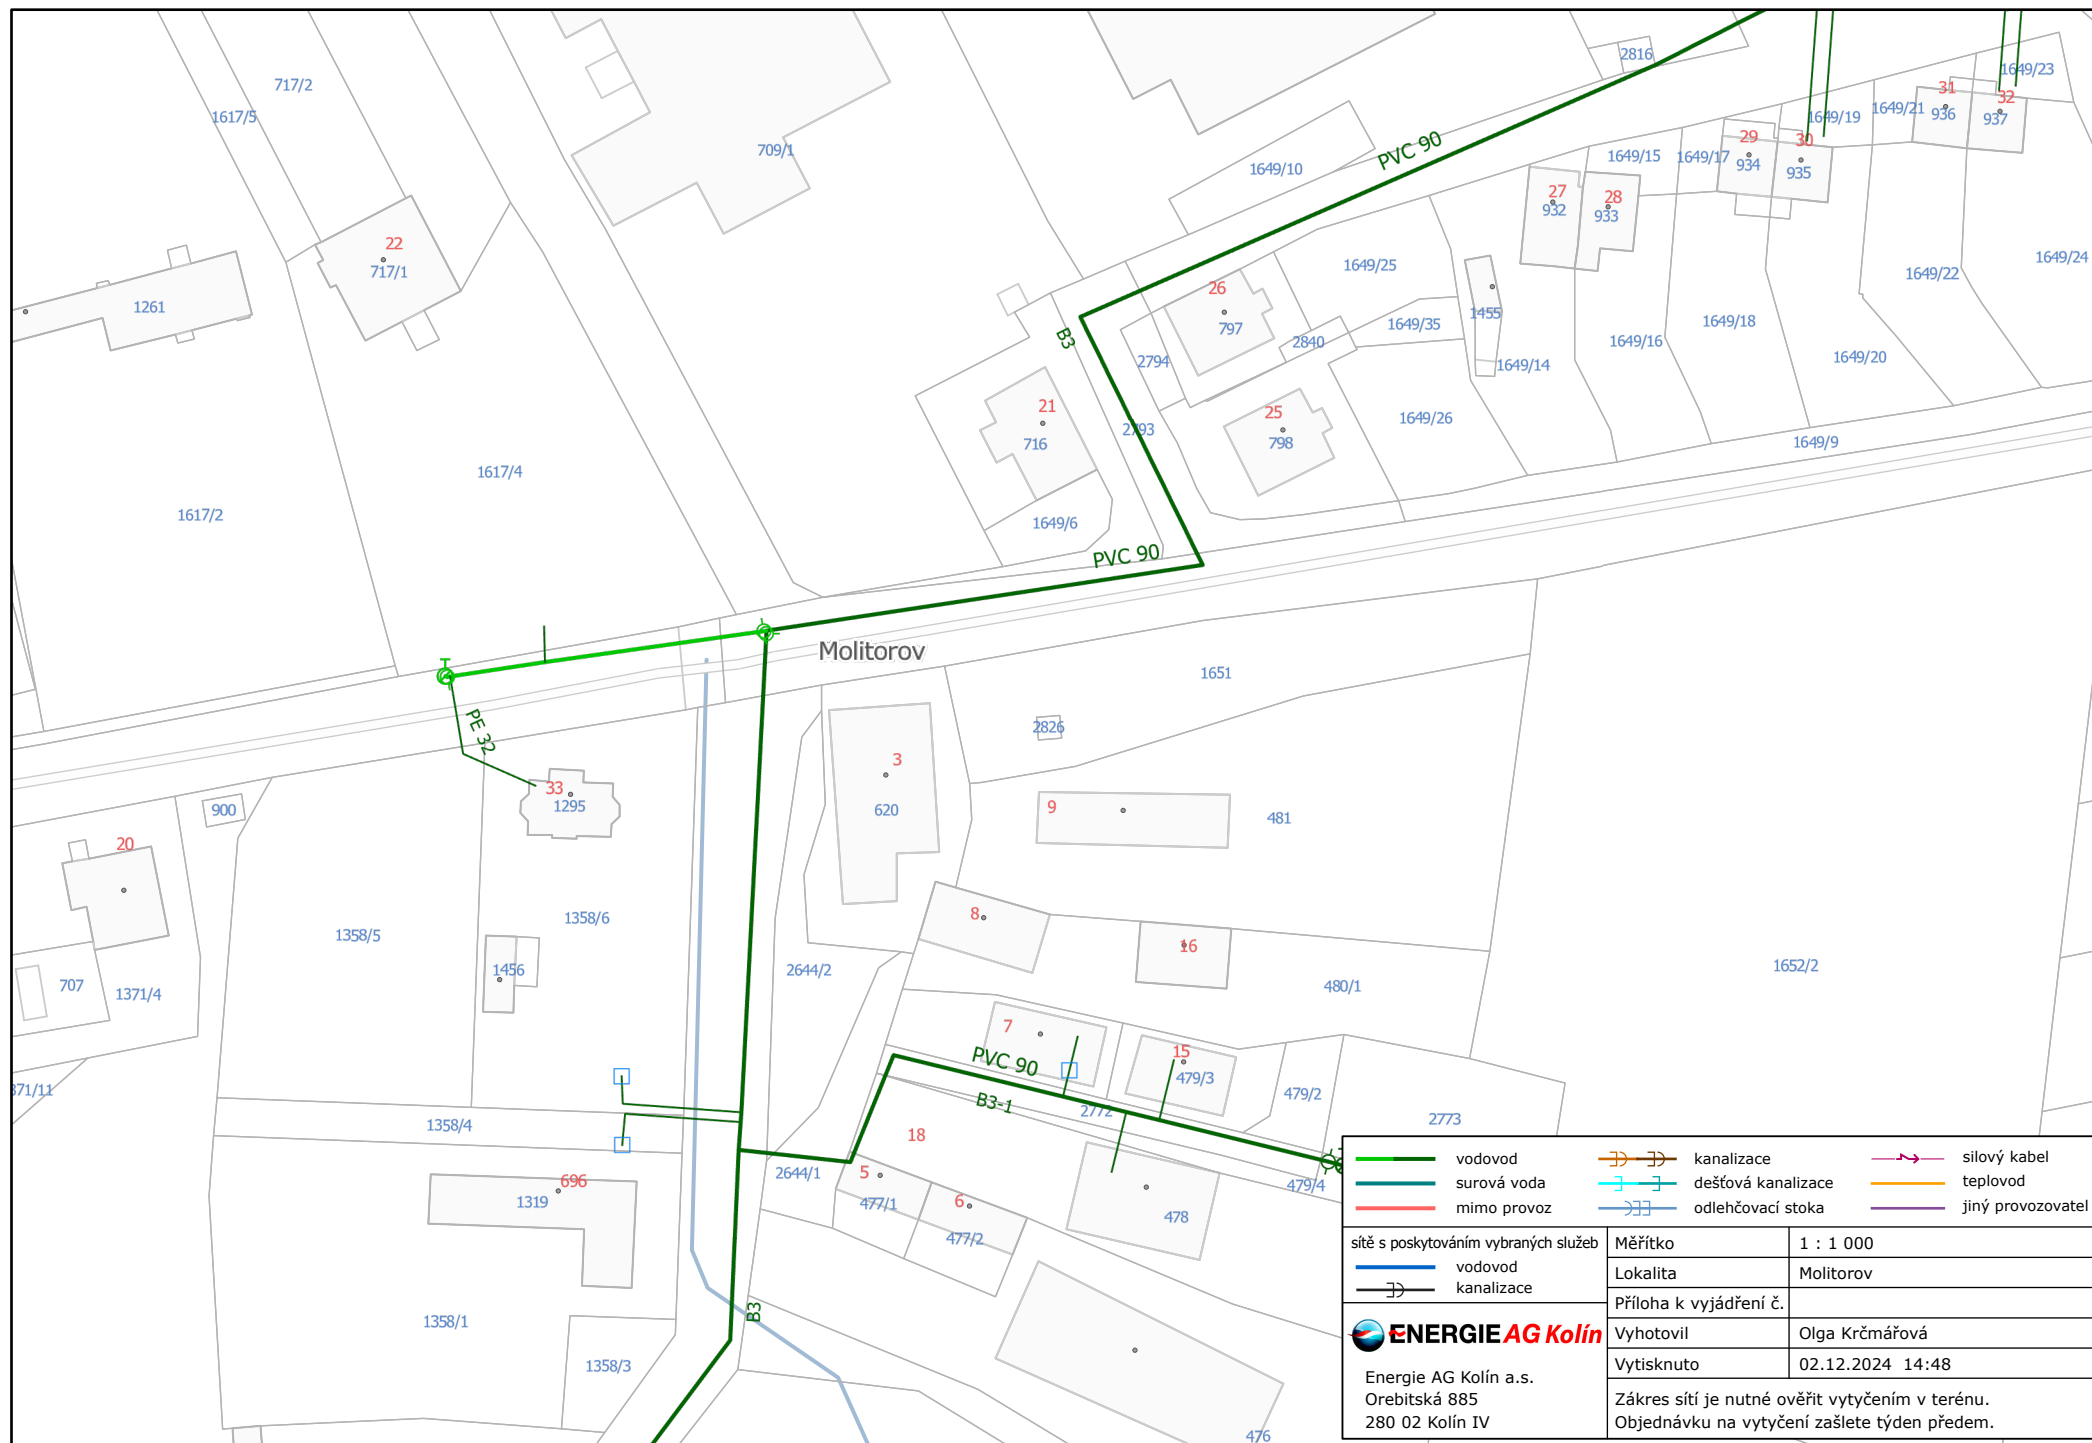 2816
1649/23
717/2
1617/5
709/1
PVC 90
1649/10
1649/15
1649/17
29
934
30
935
1649/19
1649/21
31
936
32
937
27
932
28
933
22
717/1
1261
1649/25
1649/24
1649/22
26
797
1455
1649/35
1649/18
1649/16
1649/20
1649/14
2840
2794
B3
21
716
2793
25
798
1649/26
1649/9
1617/4
1617/2
1649/6
PVC 90
Molitorov
1651
PE 32
2826
3
620
33
1295
900
20
9
481
8
16
1358/6
1358/5
1456
2644/2
480/1
1652/2
707
1371/4
7
PVC 90
15
479/3
479/2
371/11
B3-1
2772
2773
1358/4
18
2644/1
5
477/1
6
477/2
478
479/4
696
1319
B3
1358/1
1358/3
476
vodovod
surová voda
mimo provoz
kanalizace
dešťová kanalizace
odlehčovací stoka
silový kabel
teplovod
jiný provozovatel
sítě s poskytováním vybraných služeb
vodovod
kanalizace
Měřítko 1 : 1 000
Lokalita Molitorov
Příloha k vyjádření č.
Vyhotovil Olga Krčmářová
Vytisknuto 02.12.2024 14:48
ENERGIE AG Kolín
Energie AG Kolín a.s.
Orebitská 885
280 02 Kolín IV
Zákres sítí je nutné ověřit vytyčením v terénu.
Objednávku na vytyčení zašlete týden předem.